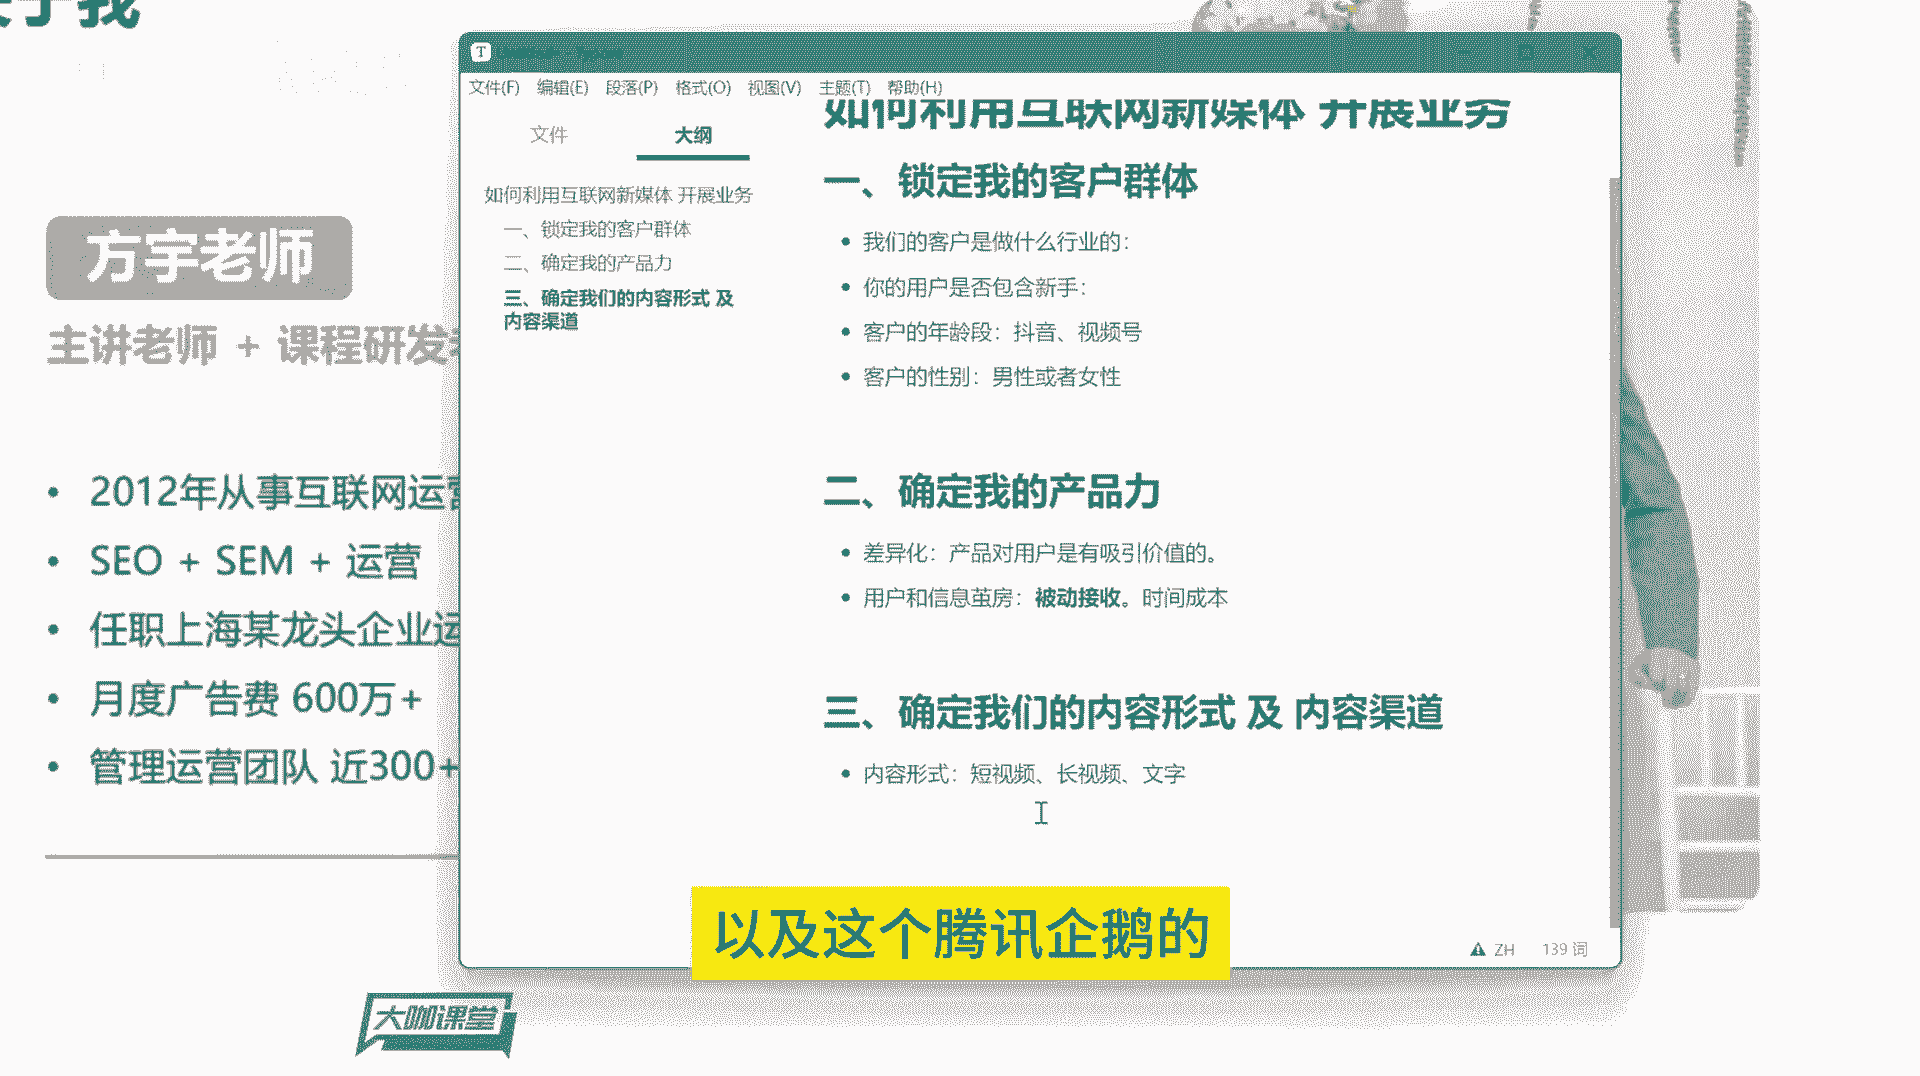 关于我
方宇老师
主讲老师 + 课程研发老
2012年从事互联网运营
SEO + SEM + 运营
任职上海某龙头企业运
月度广告费 600万+
管理运营团队 近300+
大咖课堂
T
文件(F) 编辑(E) 段落(P) 格式(O) 视图(V) 主题(T) 帮助(H)
文件 大纲
如何利用互联网新媒体 开展业务
一、锁定我的客户群体
二、确定我的产品力
三、确定我们的内容形式 及
内容渠道
如何利用互联网新媒体 开展业务
一、锁定我的客户群体
我们的客户是做什么行业的：
你的用户是否包含新手：
客户的年龄段：抖音、视频号
客户的性别：男性或者女性
二、确定我的产品力
差异化：产品对用户是有吸引价值的。
用户和信息茧房：被动接收。时间成本
三、确定我们的内容形式 及 内容渠道
内容形式：短视频、长视频、文字
ZH 139 词
以及这个腾讯企鹅的